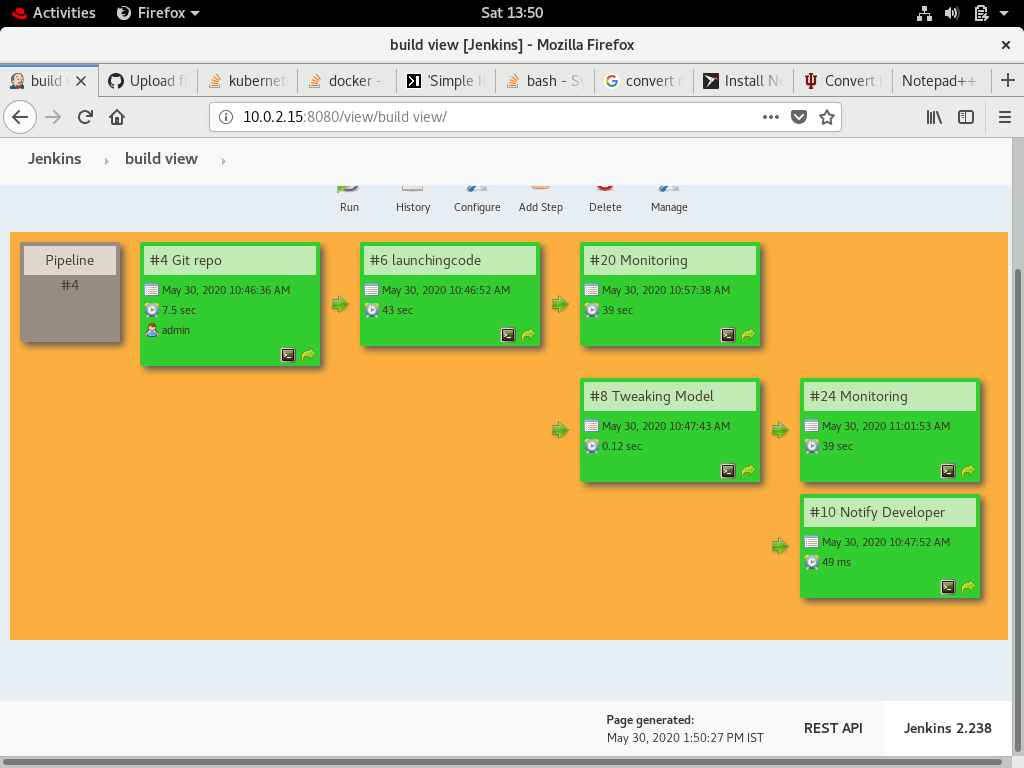 Activities
Firefox
Sat 13:50
build view [Jenkins] - Mozilla Firefox
build v
Upload fi
kubernet
docker -
'Simple I
bash - Sy
convert
Install N
Convert
Notepad++
10.0.2.15:8080/view/build view/
Jenkins
build view
Run
History
Configure
Add Step
Delete
Manage
Pipeline
#4
#4 Git repo
May 30, 2020 10:46:36 AM
7.5 sec
admin
#6 launchingcode
May 30, 2020 10:46:52 AM
43 sec
#20 Monitoring
May 30, 2020 10:57:38 AM
39 sec
#8 Tweaking Model
May 30, 2020 10:47:43 AM
0.12 sec
#24 Monitoring
May 30, 2020 11:01:53 AM
39 sec
#10 Notify Developer
May 30, 2020 10:47:52 AM
49 ms
Page generated:
May 30, 2020 1:50:27 PM IST
REST API
Jenkins 2.238